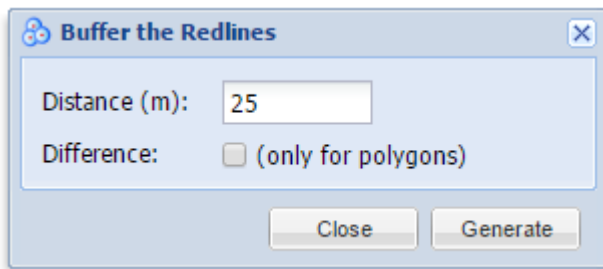 Buffer the Redlines
Distance (m): 25
Difference: (only for polygons)
Close Generate